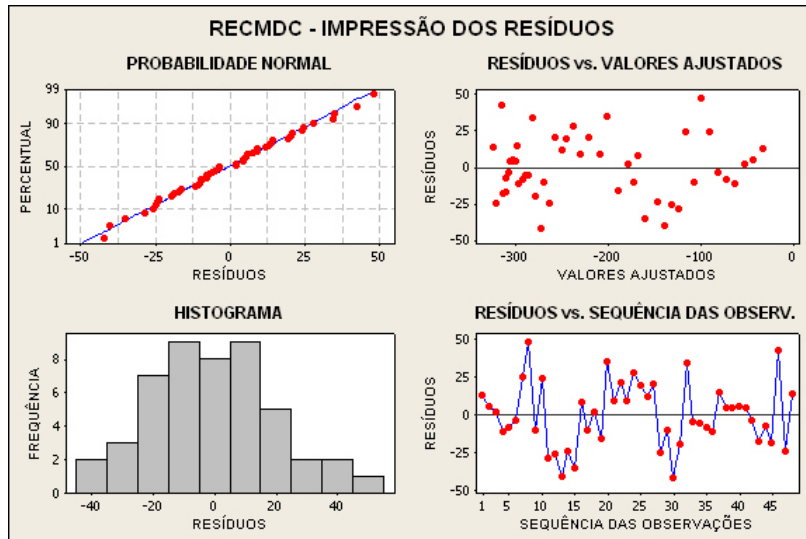 RECMDC - IMPRESSÃO DOS RESÍDUOS
PROBABILIDADE NORMAL
PERCENTUAL
99
90
50
10
1
-50 -25 0 25 50
RESÍDUOS
RESÍDUOS vs. VALORES AJUSTADOS
RESÍDUOS
50
25
0
-25
-50
-300 -200 -100 0
VALORES AJUSTADOS
HISTOGRAMA
FREQUÊNCIA
8
6
4
2
0
-40 -20 0 20 40
RESÍDUOS
RESÍDUOS vs. SEQUÊNCIA DAS OBSERV.
RESÍDUOS
50
25
0
-25
-50
1 5 10 15 20 25 30 35 40 45
SEQUÊNCIA DAS OBSERVAÇÕES